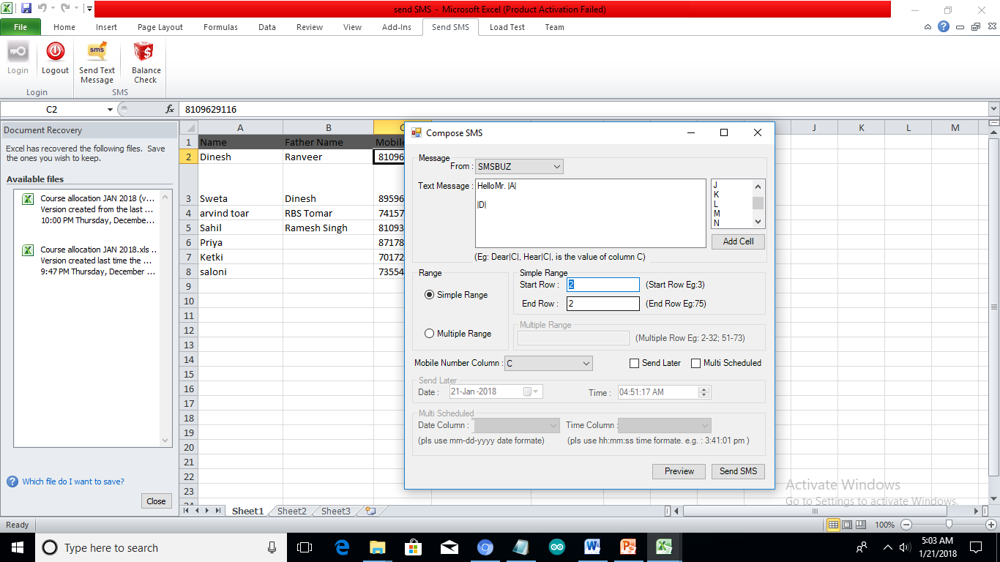 send SMS - Microsoft Excel (Product Activation Failed)
File Home Insert Page Layout Formulas Data Review View Add-Ins Send SMS Load Test Team
Login Logout Send Text Message Balance Check
Login SMS
C2 fx 8109629116
Document Recovery
Excel has recovered the following files. Save
the ones you wish to keep.
Available files
Course allocation JAN 2018 (v...
Version created from the last ...
10:00 PM Thursday, Decembe...
Course allocation JAN 2018.xls ..
Version created last time the ...
9:47 PM Thursday, December ...
Which file do I want to save?
Close
A B C J K L M
1 Name Father Name Mobile
2 Dinesh Ranveer 81096
3 Sweta Dinesh 89596
4 arvind toar RBS Tomar 74157
5 Sahil Ramesh Singh 81093
6 Priya 87178
7 Ketki 70172
8 saloni 73554
9
10
11
12
13
14
15
16
17
18
19
20
21
22
23
24
Compose SMS
Message
From : SMSBUZ
Text Message : HelloMr. |A|
|D|
J
K
L
M
N
Add Cell
(Eg: Dear|C|, Hear|C|, is the value of column C)
Range
Simple Range
Multiple Range
Simple Range
Start Row : 2 (Start Row Eg:3)
End Row : 2 (End Row Eg:75)
Multiple Range
(Multiple Row Eg: 2-32; 51-73)
Mobile Number Column : C Send Later Multi Scheduled
Send Later
Date : 21-Jan -2018 Time : 04:51:17 AM
Multi Scheduled
Date Column : Time Column :
(pls use mm-dd-yyyy date formate) (pls use hh:mm:ss time formate. e.g. : 3:41:01 pm )
Preview Send SMS
Activate Windows
Go to Settings to activate Windows.
Sheet1 Sheet2 Sheet3
Ready 100%
Type here to search
5:03 AM
1/21/2018